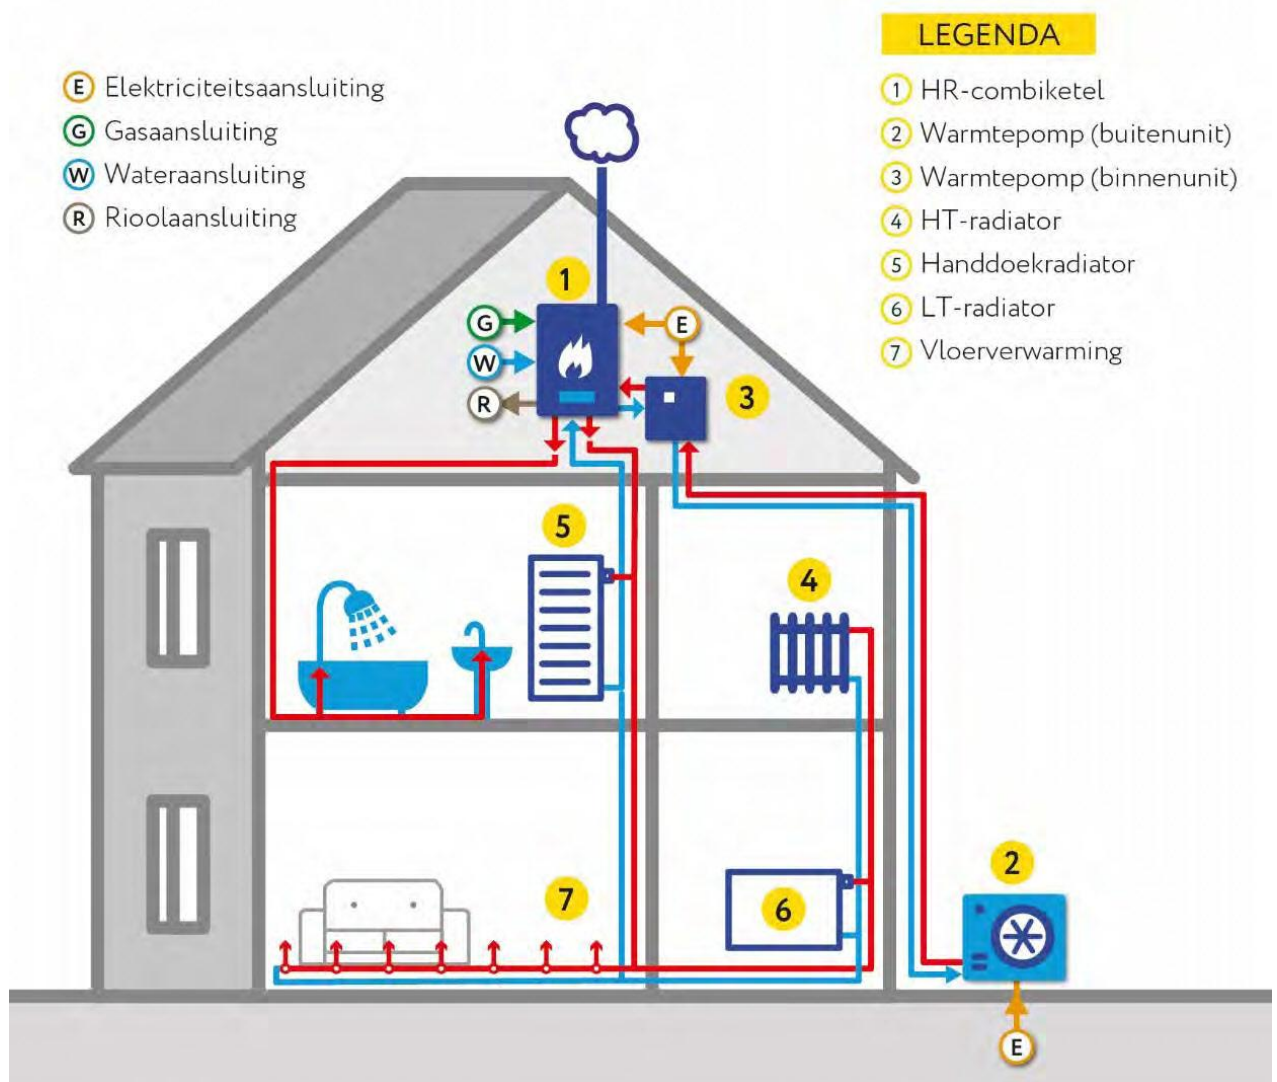 LEGENDA
E Elektriciteitsaansluiting
G Gasaansluiting
W Wateraansluiting
R Rioolaansluiting
1 HR-combiketel
2 Warmtepomp (buitenunit)
3 Warmtepomp (binnenunit)
4 HT-radiator
5 Handdoekradiator
6 LT-radiator
7 Vloerverwarming
1
G
E
W
R
3
5
4
2
7
6
E